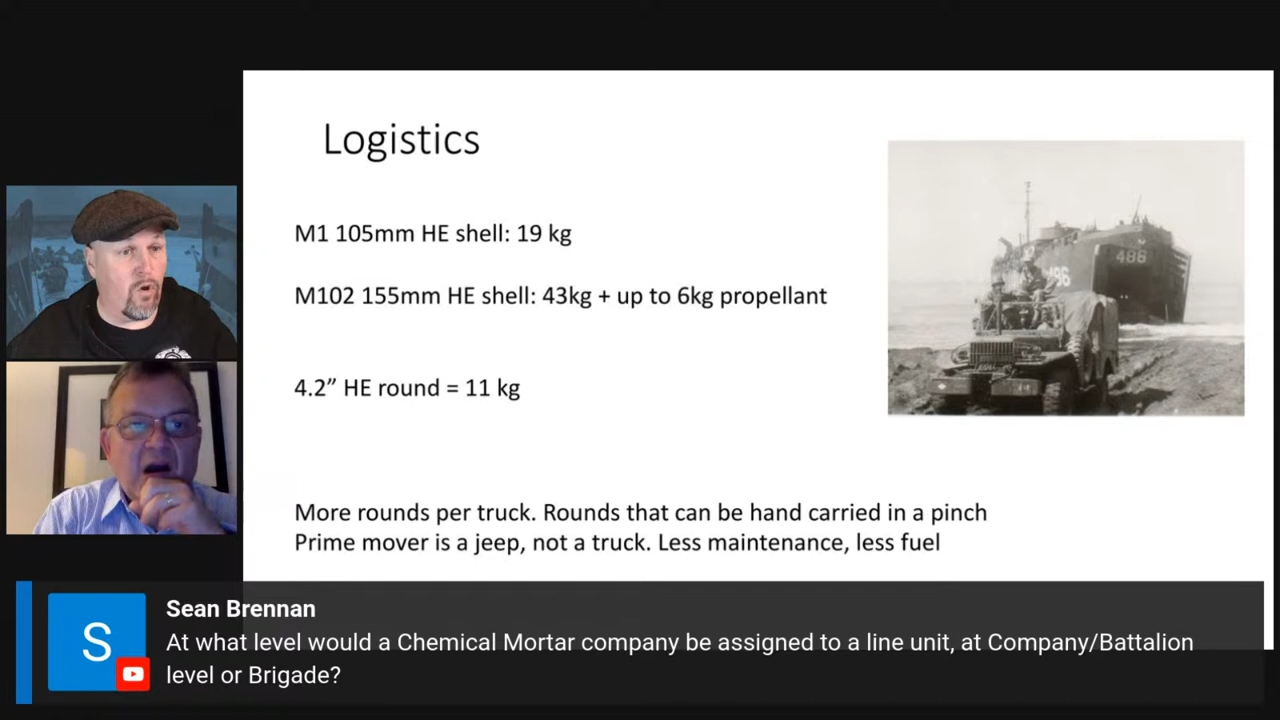 Logistics
M1 105mm HE shell: 19 kg
M102 155mm HE shell: 43kg + up to 6kg propellant
4.2” HE round = 11 kg
486
More rounds per truck. Rounds that can be hand carried in a pinch
Prime mover is a jeep, not a truck. Less maintenance, less fuel
S
Sean Brennan
At what level would a Chemical Mortar company be assigned to a line unit, at Company/Battalion
level or Brigade?